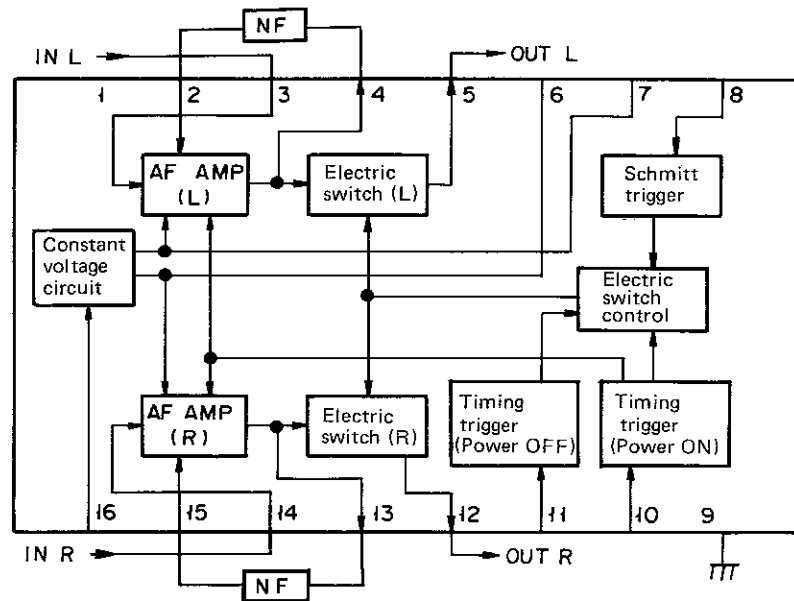 NF
IN L
OUT L
1 2 3 4 5 6 7 8
AF AMP
(L)
Electric
switch (L)
Schmitt
trigger
Constant
voltage
circuit
Electric
switch
control
AF AMP
(R)
Electric
switch (R)
Timing
trigger
(Power OFF)
Timing
trigger
(Power ON)
16 15 14 13 12 11 10 9
IN R
OUT R
NF